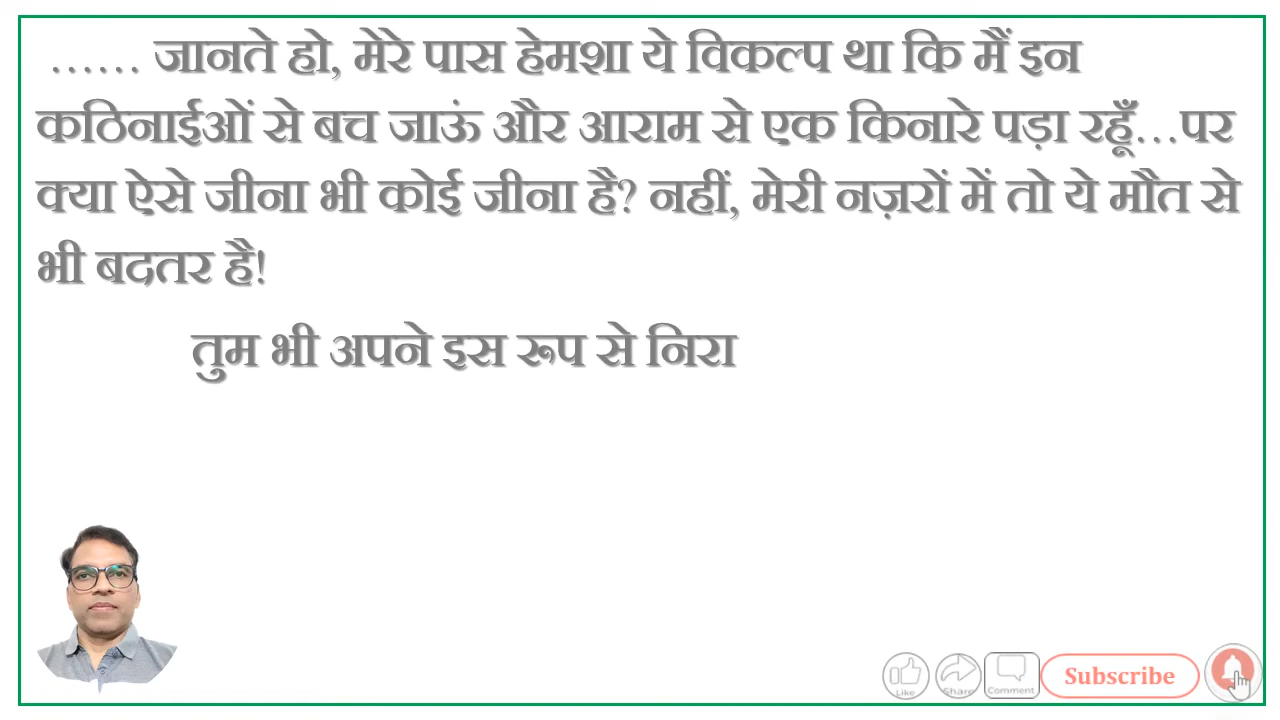 ...... जानते हो, मेरे पास हेमशा ये विकल्प था कि मैं इन
कठिनाईओं से बच जाऊं और आराम से एक किनारे पड़ा रहूँ...पर
क्या ऐसे जीना भी कोई जीना है? नहीं, मेरी नज़रों में तो ये मौत से
भी बदतर है!
तुम भी अपने इस रूप से निरा
Like
Share
Comment
Subscribe